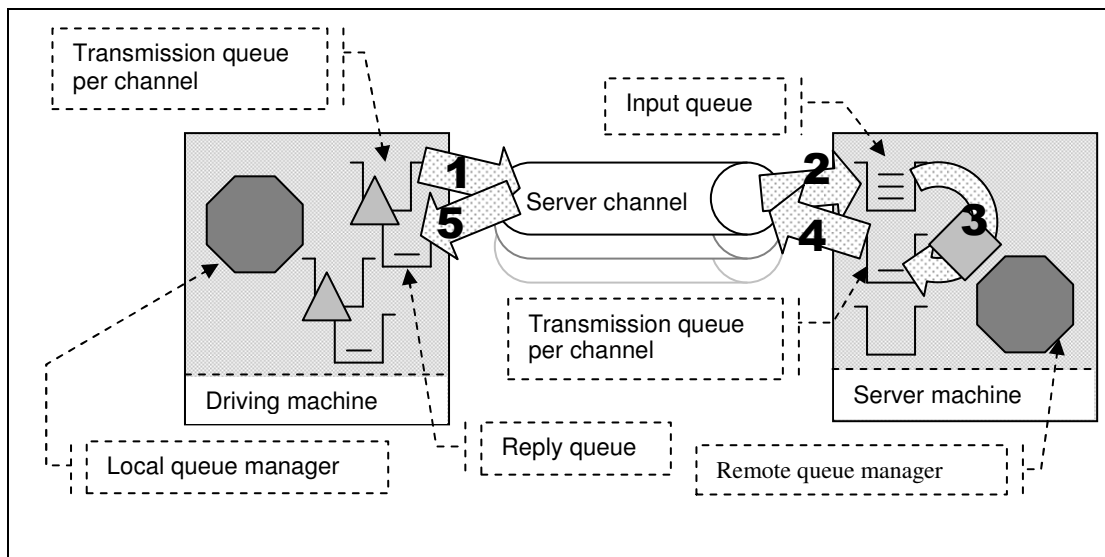 Transmission queue
per channel
Input queue
1
2
Server channel
3
5
4
Transmission queue
per channel
Driving machine
Server machine
Reply queue
Local queue manager
Remote queue manager